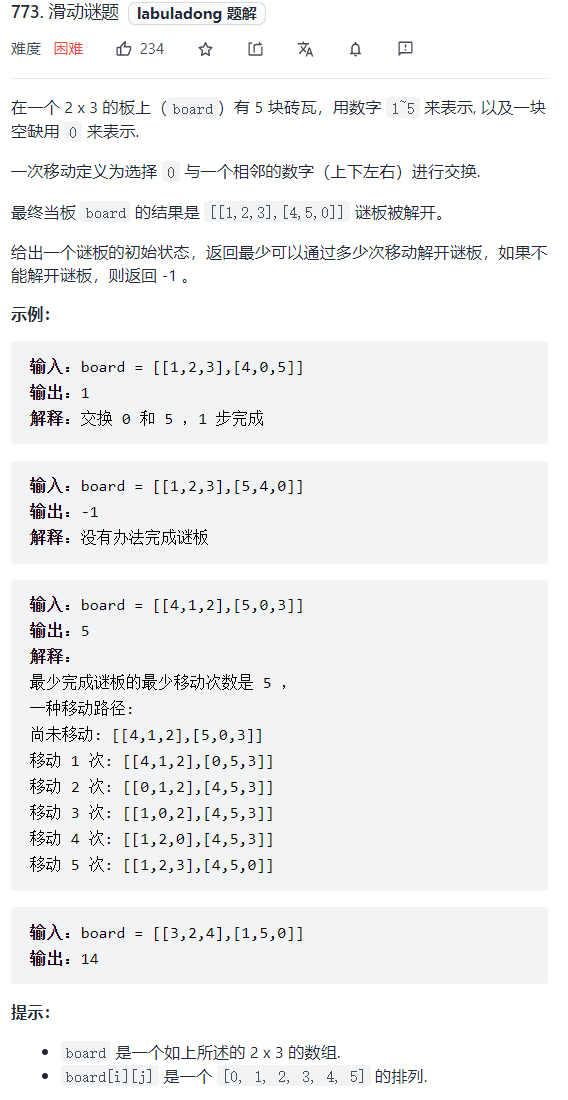 773. 滑动谜题 labuladong 题解
难度 困难 234
在一个 2 x 3 的板上（ board ）有 5 块砖瓦，用数字 1~5 来表示, 以及一块
空缺用 0 来表示.
一次移动定义为选择 0 与一个相邻的数字（上下左右）进行交换.
最终当板 board 的结果是 [[1,2,3],[4,5,0]] 谜板被解开。
给出一个谜板的初始状态，返回最少可以通过多少次移动解开谜板，如果不
能解开谜板，则返回 -1 。
示例：
输入：board = [[1,2,3],[4,0,5]]
输出：1
解释：交换 0 和 5 ，1 步完成
输入：board = [[1,2,3],[5,4,0]]
输出：-1
解释：没有办法完成谜板
输入：board = [[4,1,2],[5,0,3]]
输出：5
解释：
最少完成谜板的最少移动次数是 5 ，
一种移动路径:
尚未移动: [[4,1,2],[5,0,3]]
移动 1 次: [[4,1,2],[0,5,3]]
移动 2 次: [[0,1,2],[4,5,3]]
移动 3 次: [[1,0,2],[4,5,3]]
移动 4 次: [[1,2,0],[4,5,3]]
移动 5 次: [[1,2,3],[4,5,0]]
输入：board = [[3,2,4],[1,5,0]]
输出：14
提示：
• board 是一个如上所述的 2 x 3 的数组.
• board[i][j] 是一个 [0, 1, 2, 3, 4, 5] 的排列.